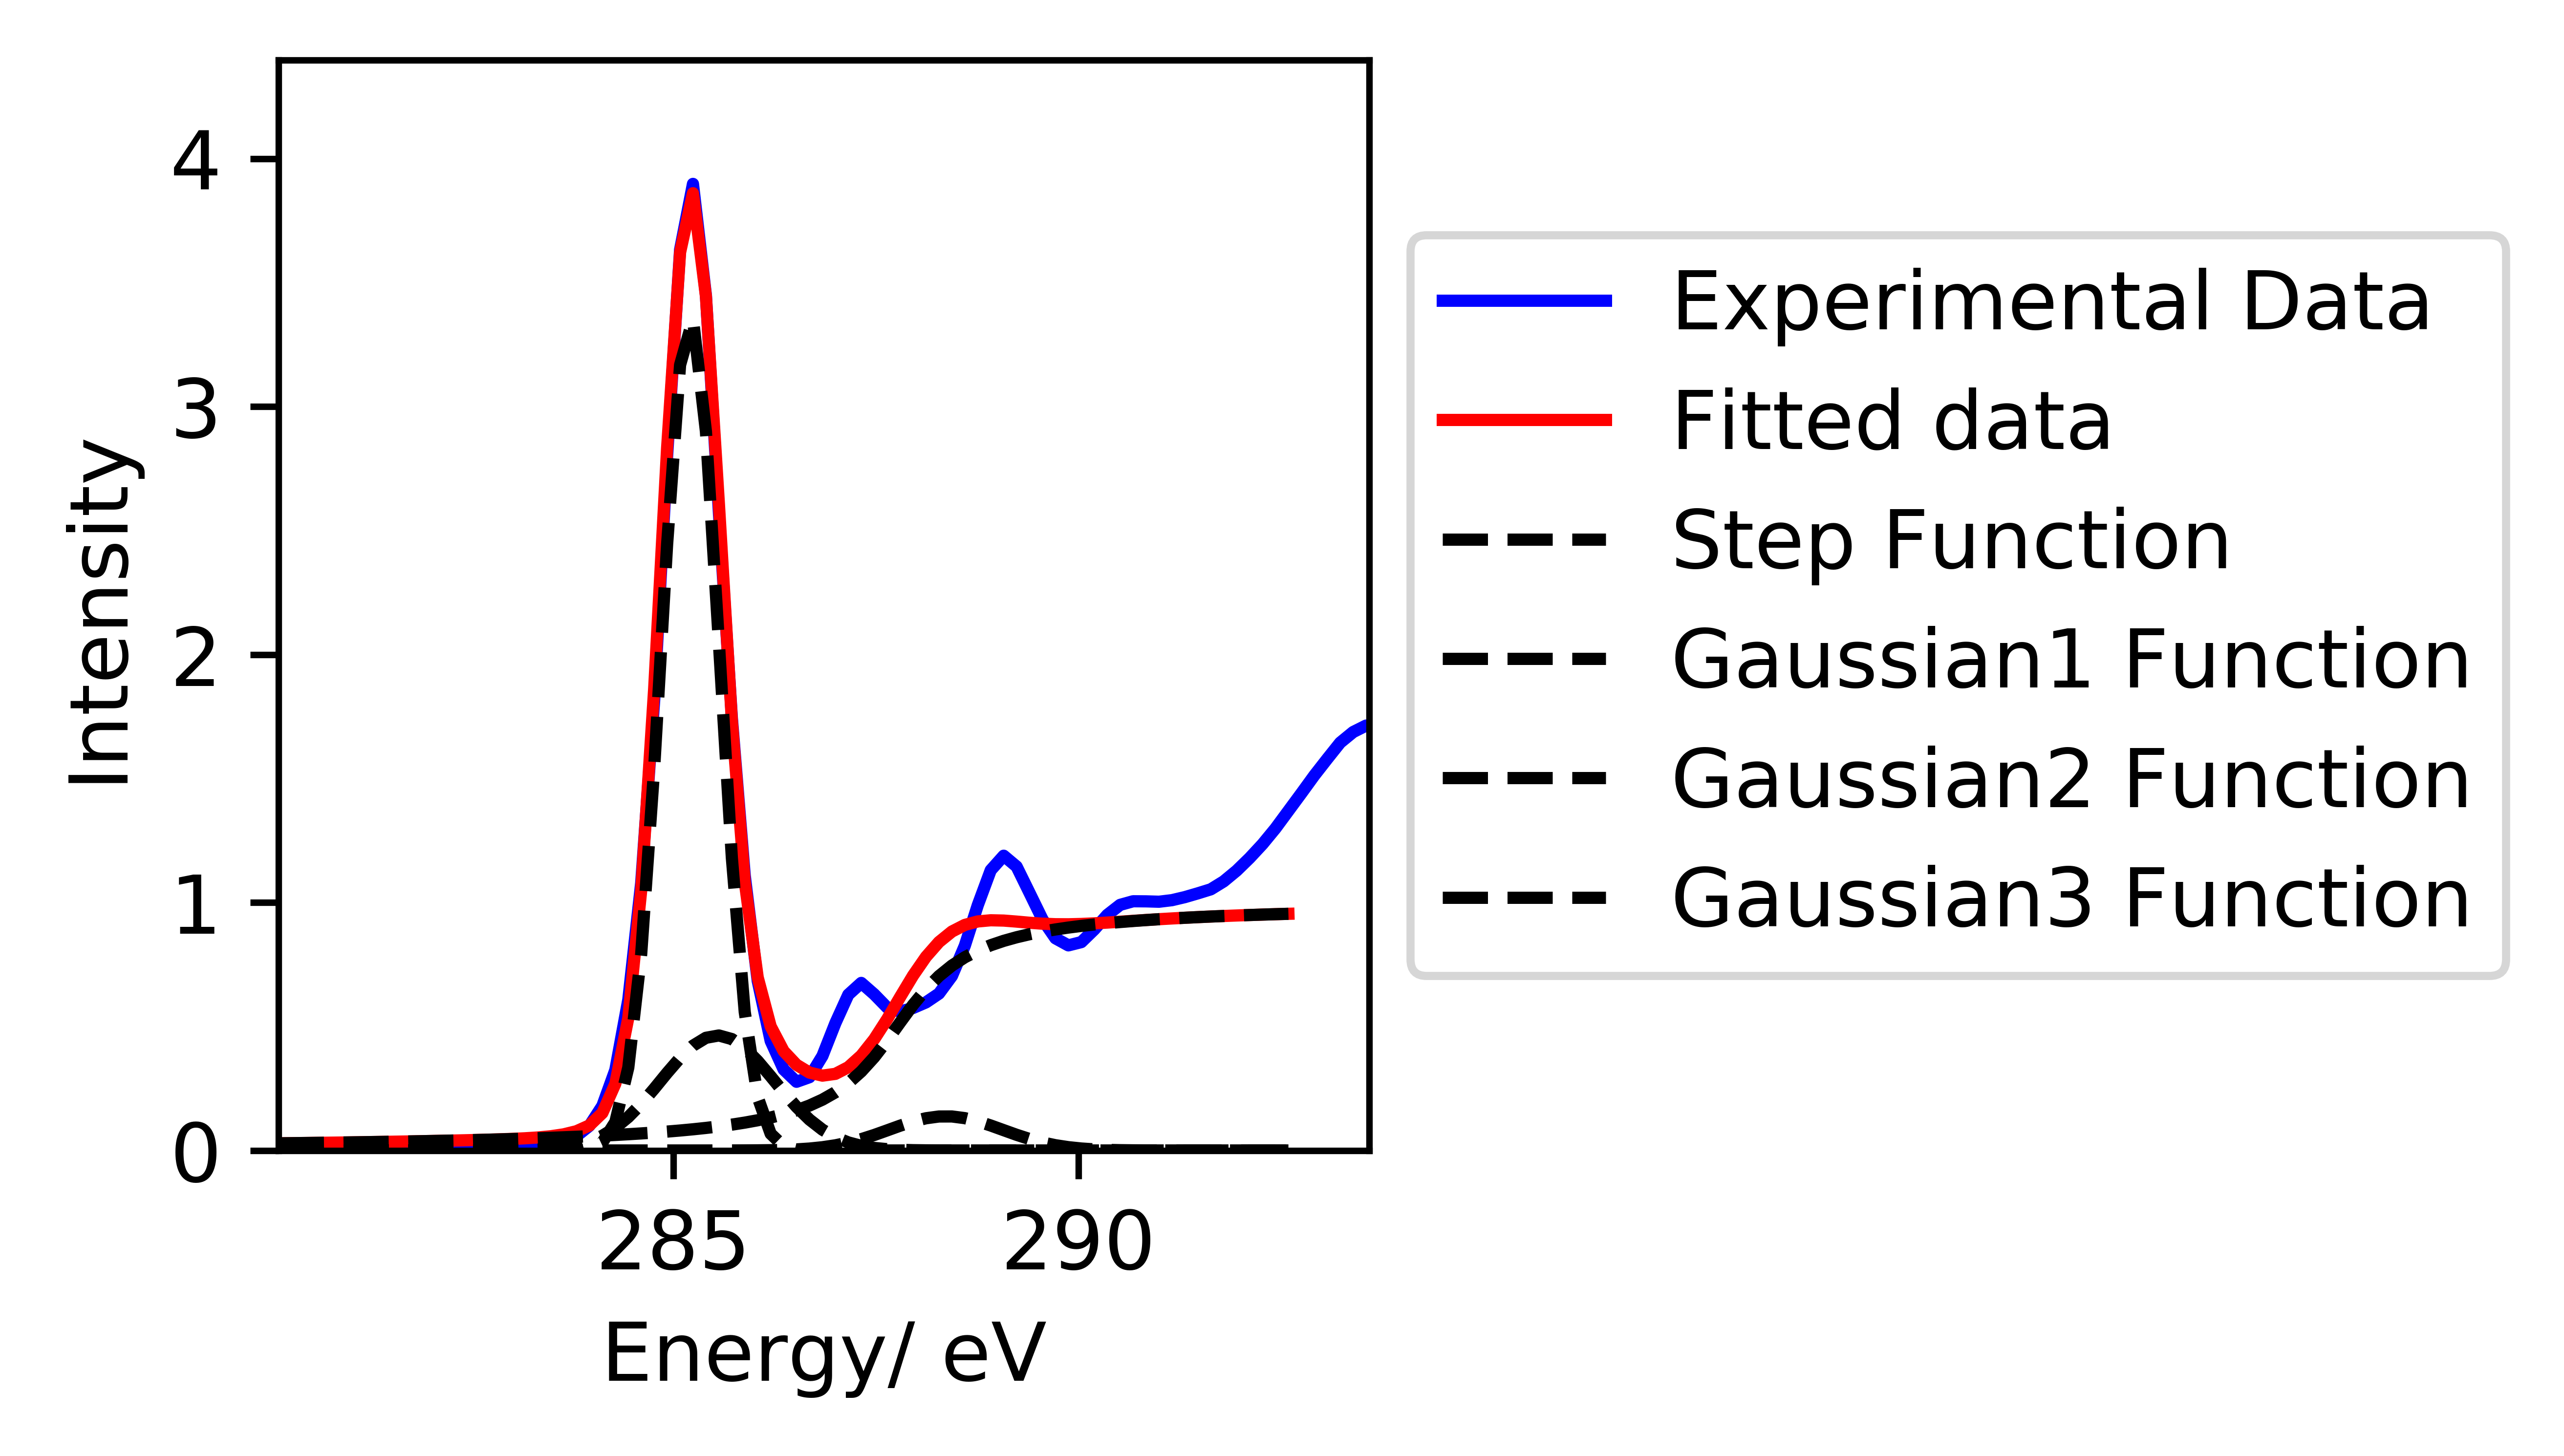 4
3
2
1
0
Intensity
285
290
Energy/ eV
Experimental Data
Fitted data
Step Function
Gaussian1 Function
Gaussian2 Function
Gaussian3 Function